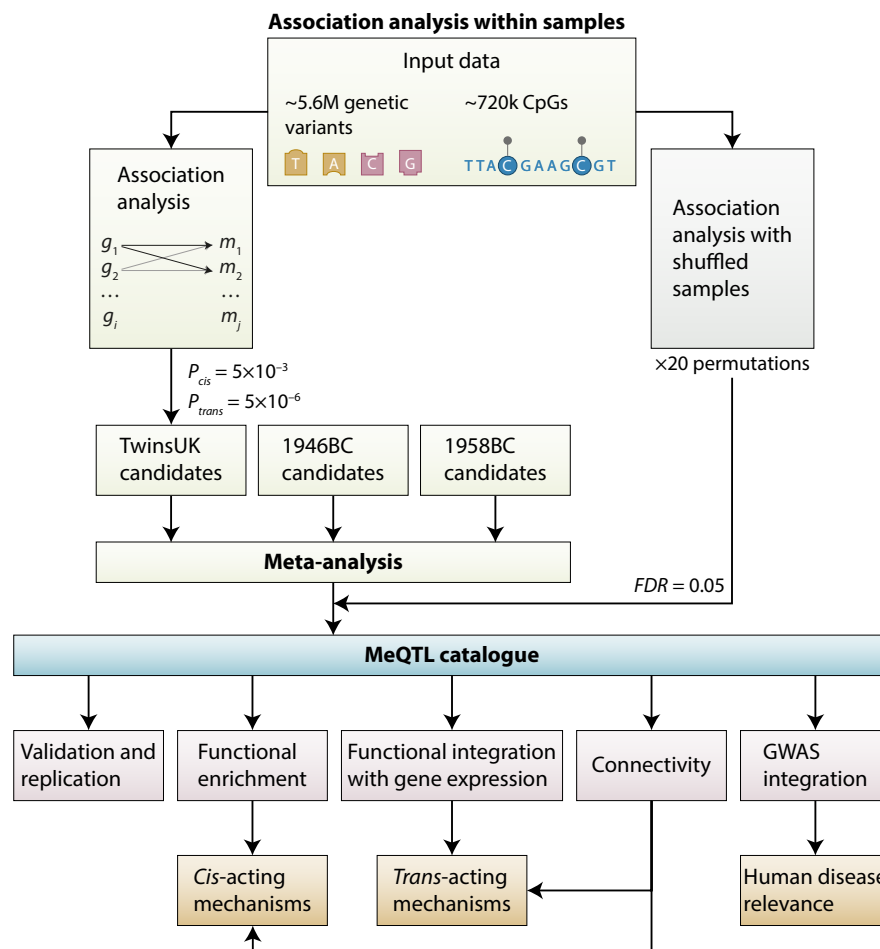 Association analysis within samples
Input data
~5.6M genetic
variants
~720k CpGs
T A C G
TTACGAAGCGT
Association
analysis
g1 m1
g2 m2
... ...
gi mj
Association
analysis with
shuffled
samples
×20 permutations
Pcis = 5×10⁻³
Ptrans = 5×10⁻⁶
TwinsUK
candidates
1946BC
candidates
1958BC
candidates
Meta-analysis
FDR = 0.05
MeQTL catalogue
Validation and
replication
Functional
enrichment
Functional integration
with gene expression
Connectivity
GWAS
integration
Cis-acting
mechanisms
Trans-acting
mechanisms
Human disease
relevance